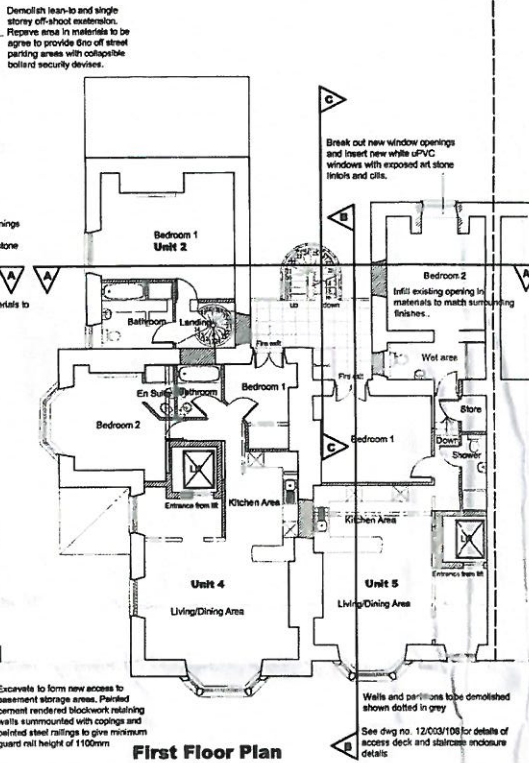 Demolish lean-to and single
storey off-shoot exetension.
Repave area in materials to be
agree to provide 6no off street
parking areas with collapsible
bollard security devises.
C
Break out new window openings
and insert new white uPVC
windows with exposed art stone
lintols and cills.
B
Bedroom 1
Unit 2
A
A
A
Bedroom 2
Infill existing opening in
materials to match surrounding
finishes..
up
down
Bathroom
Landing
Fire exit
Fire exit
Wet area
En Suite
Bathroom
Bedroom 1
Store
Bedroom 2
Down
Shower
C
Bedroom 1
Lift
Entrance from lift
Kitchen Area
Kitchen Area
Lift
Entrance from lift
Unit 4
Living/Dining Area
Unit 5
Living/Dining Area
Excavate to form new access to
basement storage areas. Painted
cement rendered blockwork retaining
walls summounted with copings and
painted steel railings to give minimum
guard rail height of 1100mm
Walls and partitions to be demolished
shown dotted in grey
B
See dwg no. 12/003/108 for details of
access deck and staircase enclosure
details
First Floor Plan